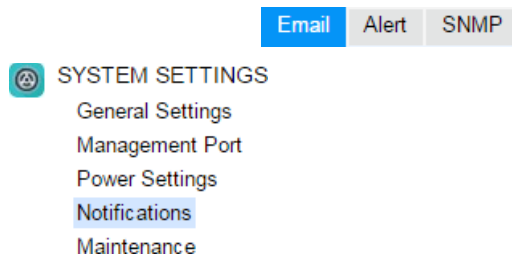 Email Alert SNMP
SYSTEM SETTINGS
General Settings
Management Port
Power Settings
Notifications
Maintenance